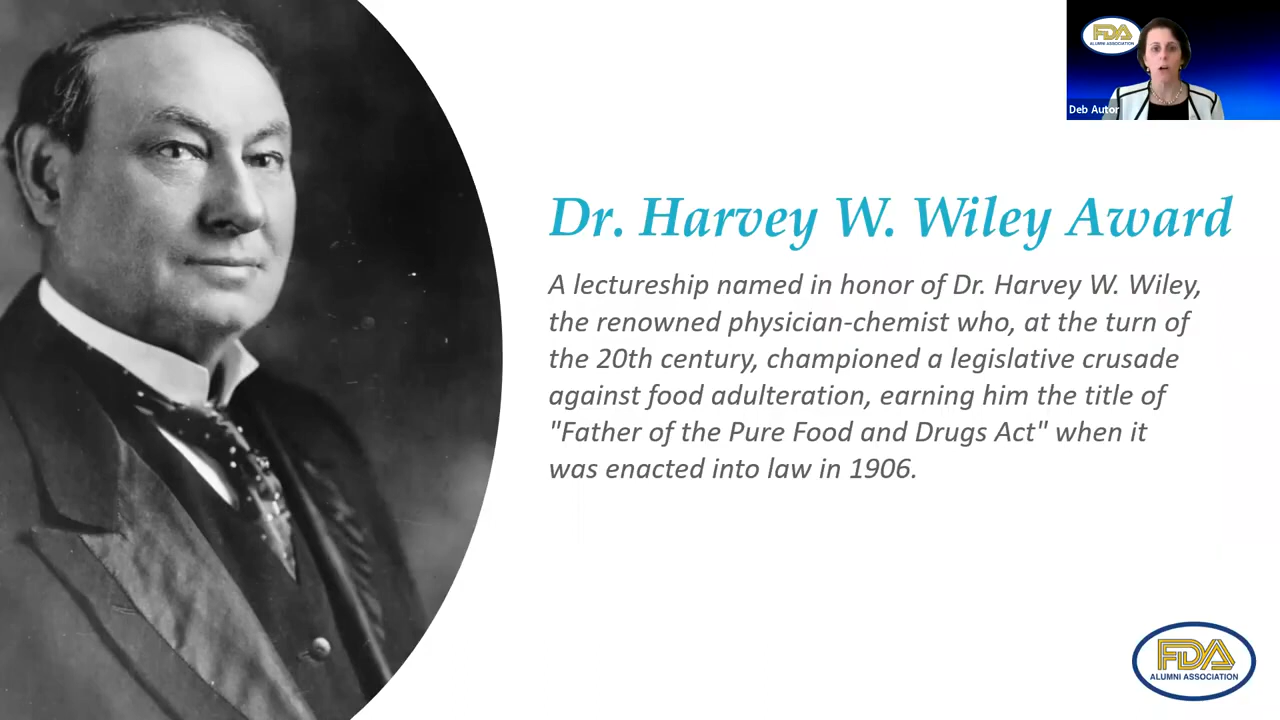 FDA
ALUMNI ASSOCIATION
Deb Autor
Dr. Harvey W. Wiley Award
A lectureship named in honor of Dr. Harvey W. Wiley,
the renowned physician-chemist who, at the turn of
the 20th century, championed a legislative crusade
against food adulteration, earning him the title of
"Father of the Pure Food and Drugs Act" when it
was enacted into law in 1906.
FDA
ALUMNI ASSOCIATION